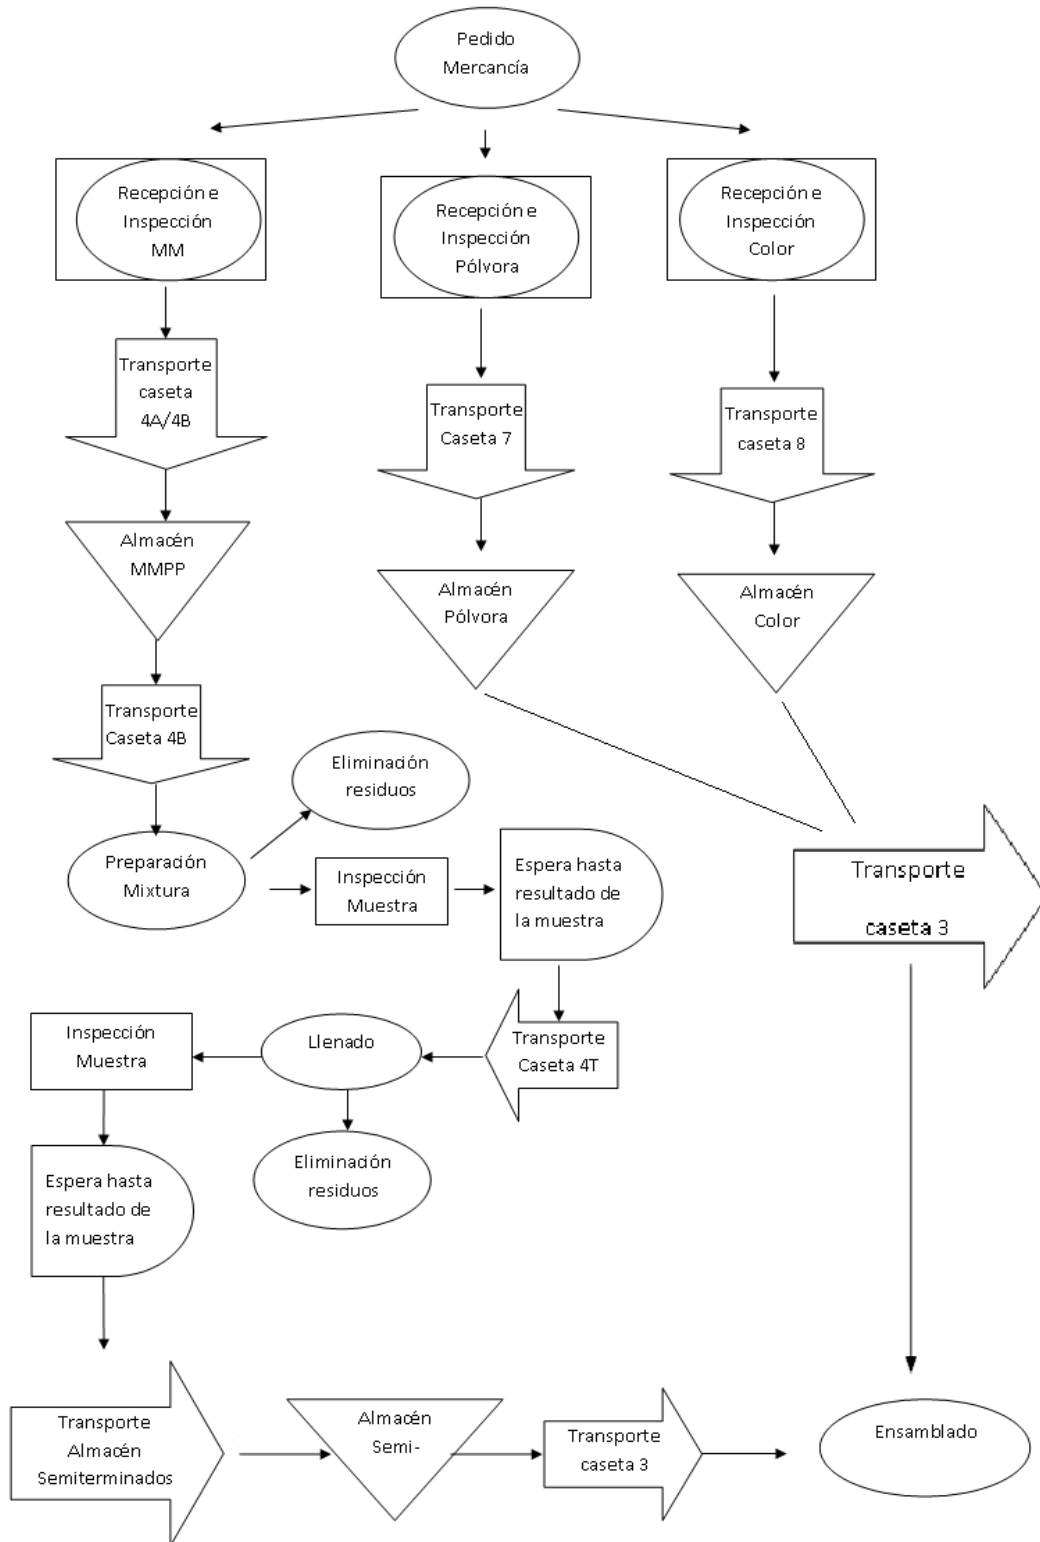 Pedido
Mercancía
Recepción e
Inspección
MM
Recepción e
Inspección
Pólvora
Recepción e
Inspección
Color
Transporte
caseta
4A/4B
Transporte
Caseta 7
Transporte
caseta 8
Almacén
MMPP
Almacén
Pólvora
Almacén
Color
Transporte
Caseta 4B
Eliminación
residuos
Preparación
Mixtura
Inspección
Muestra
Espera hasta
resultado de
la muestra
Transporte
caseta 3
Transporte
Caseta 4T
Llenado
Inspección
Muestra
Eliminación
residuos
Espera hasta
resultado de
la muestra
Transporte
Almacén
Semiterminados
Almacén
Semi-
Transporte
caseta 3
Ensamblado